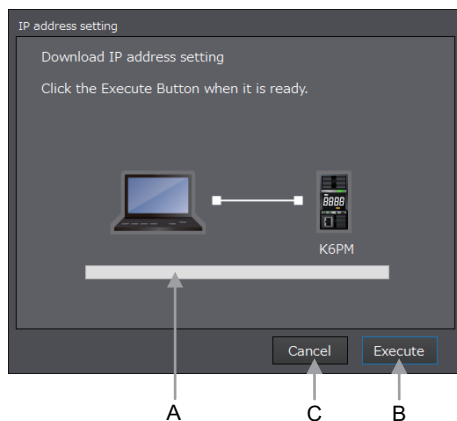 IP address setting
Download IP address setting
Click the Execute Button when it is ready.
8888
K6PM
Cancel
Execute
A
C
B